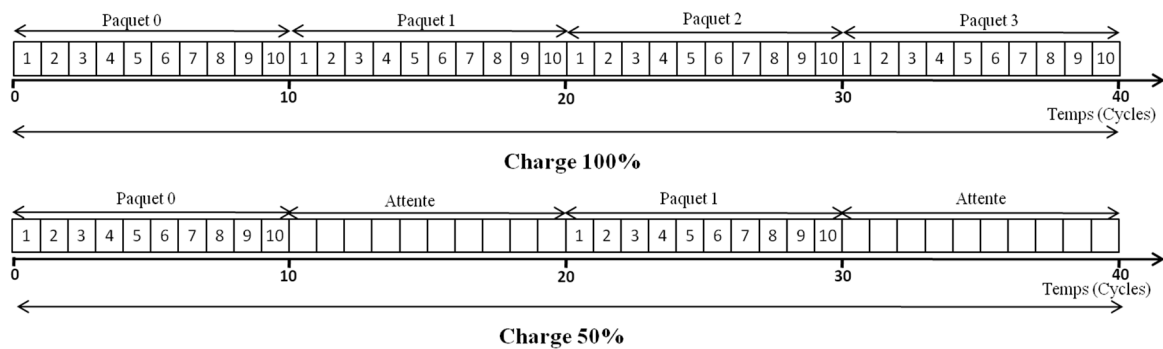 Paquet 0 Paquet 1 Paquet 2 Paquet 3
1 2 3 4 5 6 7 8 9 10 1 2 3 4 5 6 7 8 9 10 1 2 3 4 5 6 7 8 9 10 1 2 3 4 5 6 7 8 9 10
0 10 20 30 40
Temps (Cycles)
Charge 100%
Paquet 0 Attente Paquet 1 Attente
1 2 3 4 5 6 7 8 9 10 1 2 3 4 5 6 7 8 9 10
0 10 20 30 40
Temps (Cycles)
Charge 50%